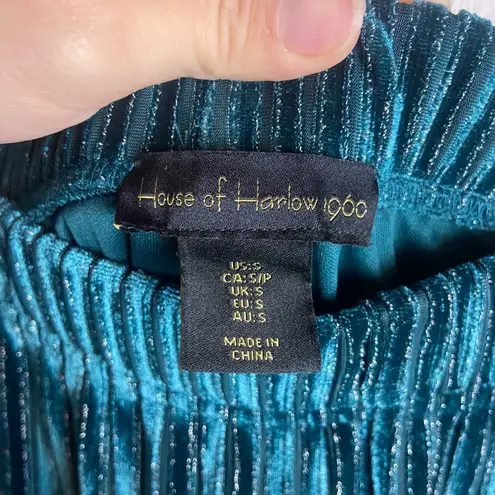 House of Harlow 1960
US:S
CA:S/P
UK:S
EU:S
AU:S
MADE IN
CHINA